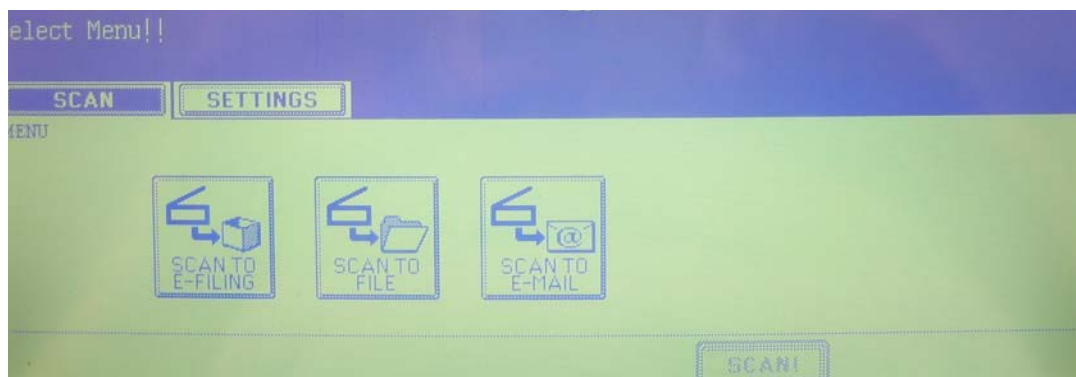 elect Menu!!
SCAN
SETTINGS
MENU
SCAN TO
E-FILING
SCAN TO
FILE
SCAN TO
E-MAIL
SCAN!